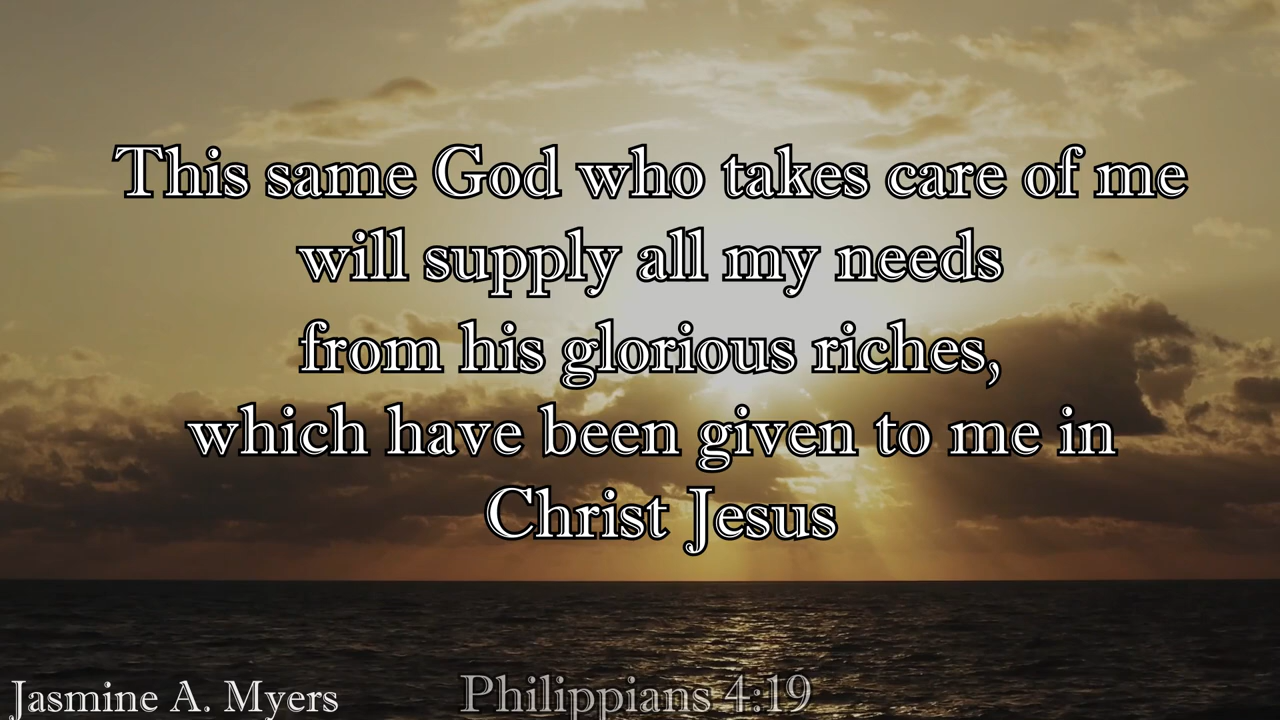 This same God who takes care of me
will supply all my needs
from his glorious riches,
which have been given to me in
Christ Jesus
Jasmine A. Myers
Philippians 4:19